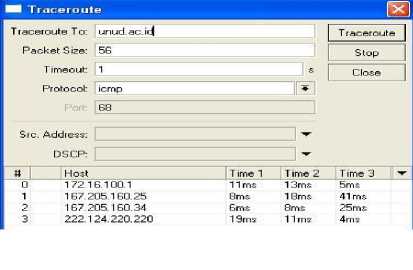 Traceroute
Traceroute To: unud.ac.id Traceroute
Packet Size: 56 Stop
Timeout: 1 s Close
Protocol: icmp
Port: 68
Src. Address:
DSCP:
# Host Time 1 Time 2 Time 3
0 172.16.100.1 11ms 13ms 5ms
1 167.205.160.25 8ms 18ms 41ms
2 167.205.160.34 6ms 8ms 25ms
3 222.124.220.220 19ms 11ms 4ms